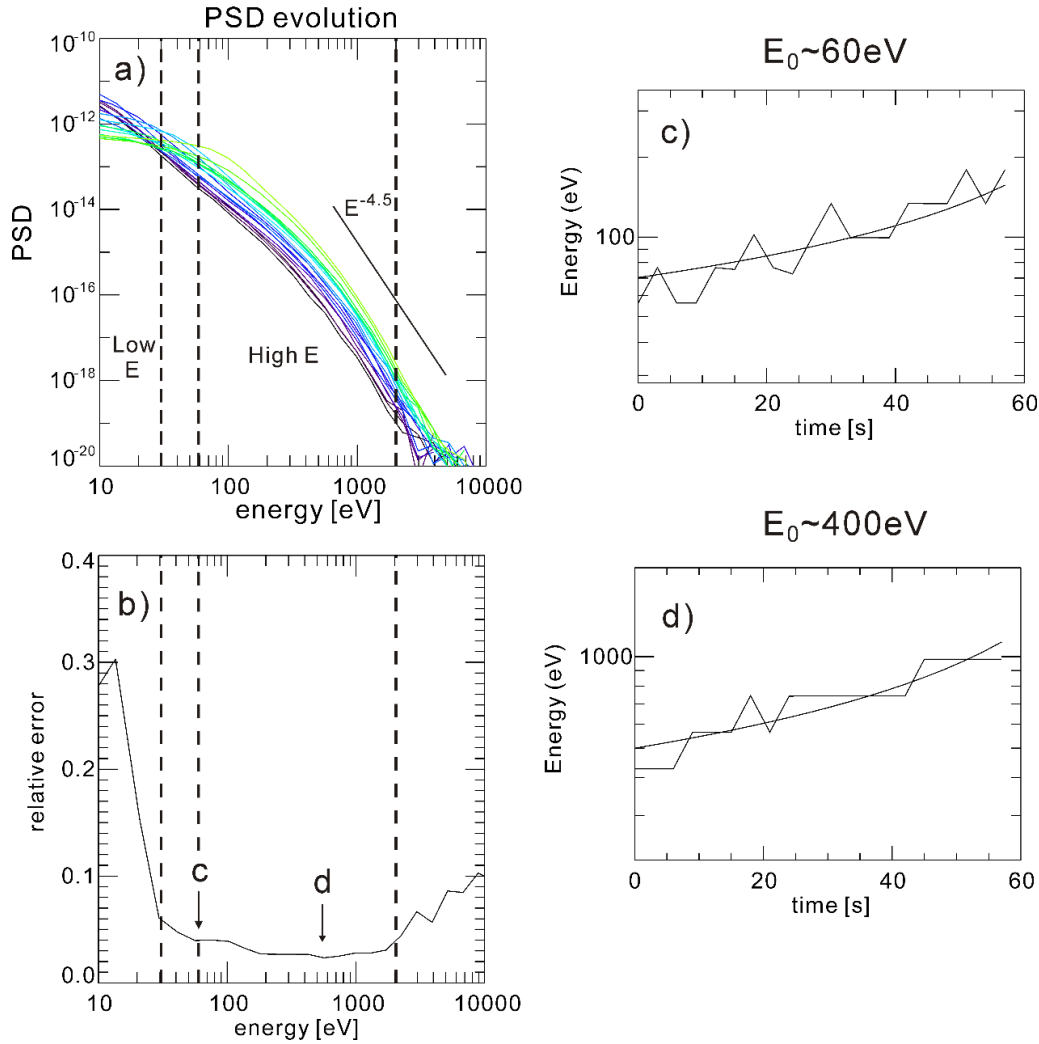 PSD evolution
a)
10^-10
10^-12
10^-14
10^-16
10^-18
10^-20
PSD
E^-4.5
Low
E
High E
10 100 1000 10000
energy [eV]
b)
0.4
0.3
0.2
0.1
0.0
relative error
c
d
10 100 1000 10000
energy [eV]
E₀~60eV
c)
100
Energy (eV)
0 20 40 60
time [s]
E₀~400eV
d)
1000
Energy (eV)
0 20 40 60
time [s]